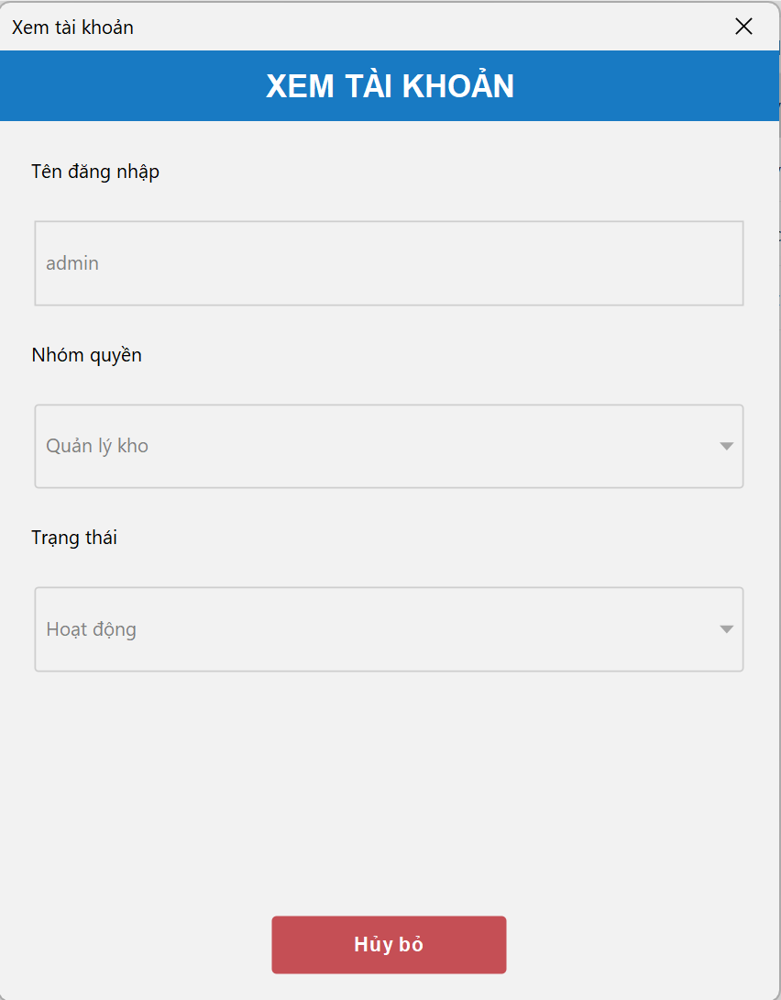 Xem tài khoản
XEM TÀI KHOẢN
Tên đăng nhập
admin
Nhóm quyền
Quản lý kho
Trạng thái
Hoạt động
Hủy bỏ